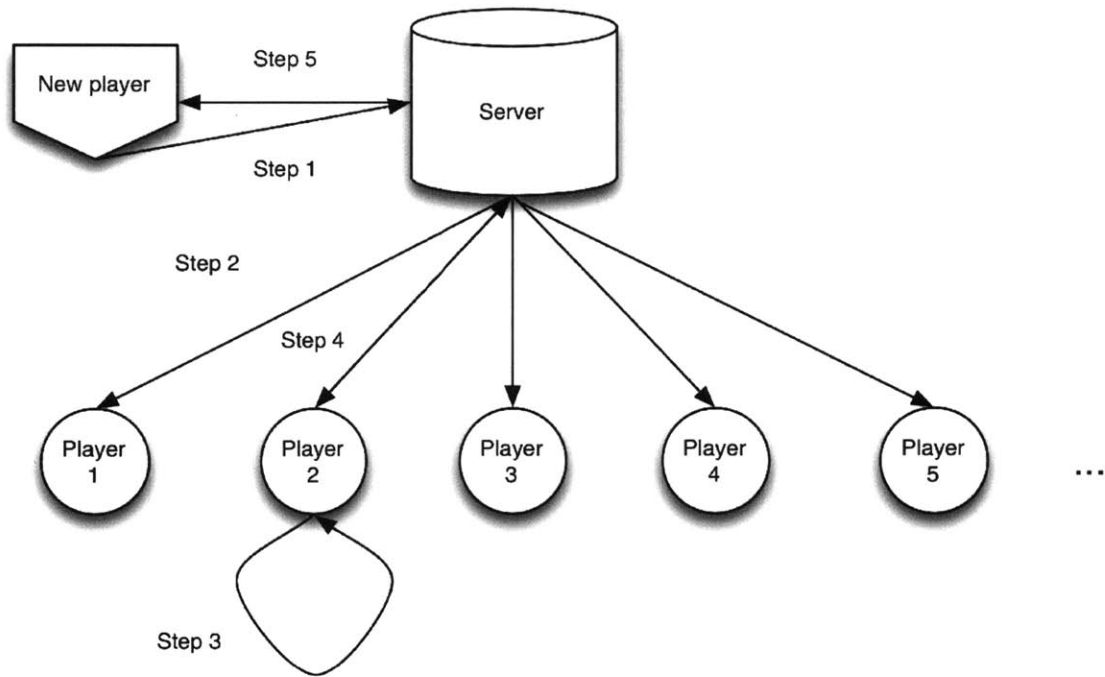 Step 5
New player
Server
Step 1
Step 2
Step 4
Player
1
Player
2
Player
3
Player
4
Player
5
...
Step 3